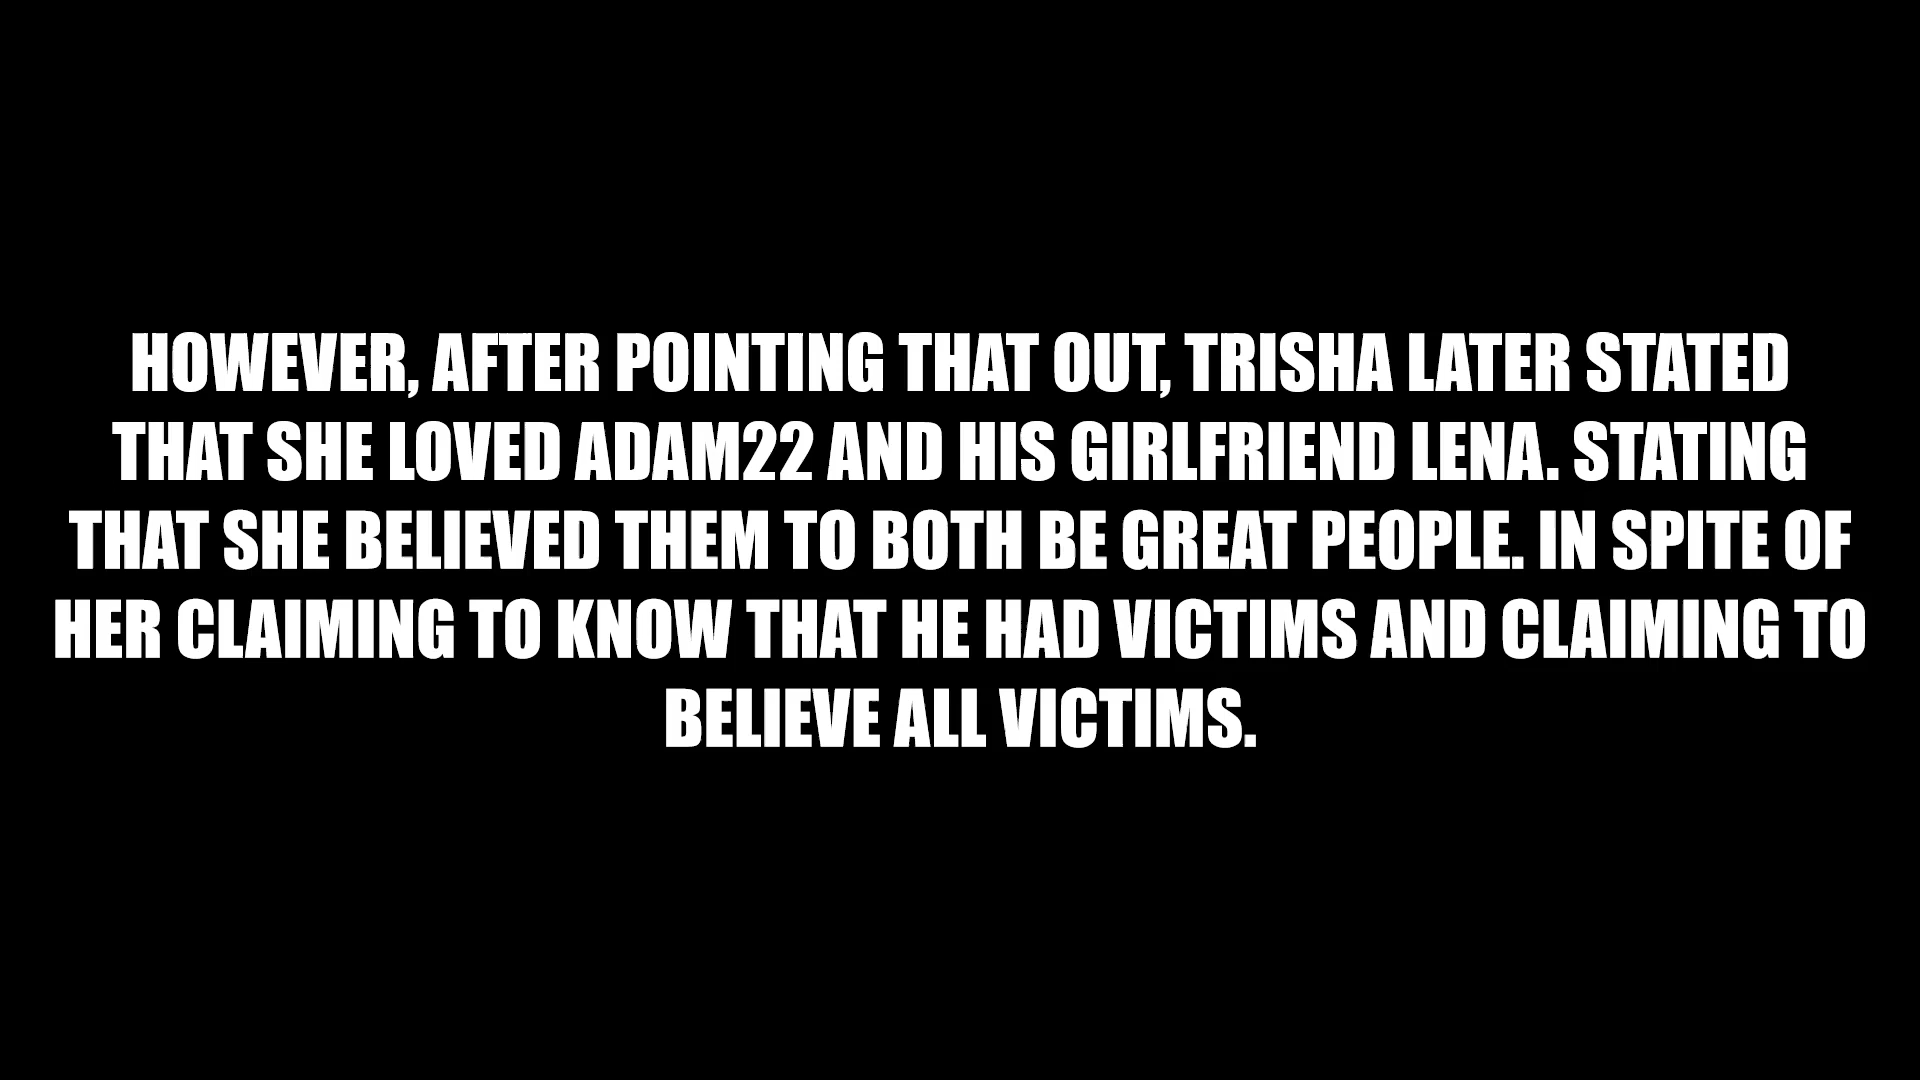 HOWEVER, AFTER POINTING THAT OUT, TRISHA LATER STATED
THAT SHE LOVED ADAM22 AND HIS GIRLFRIEND LENA. STATING
THAT SHE BELIEVED THEM TO BOTH BE GREAT PEOPLE. IN SPITE OF
HER CLAIMING TO KNOW THAT HE HAD VICTIMS AND CLAIMING TO
BELIEVE ALL VICTIMS.